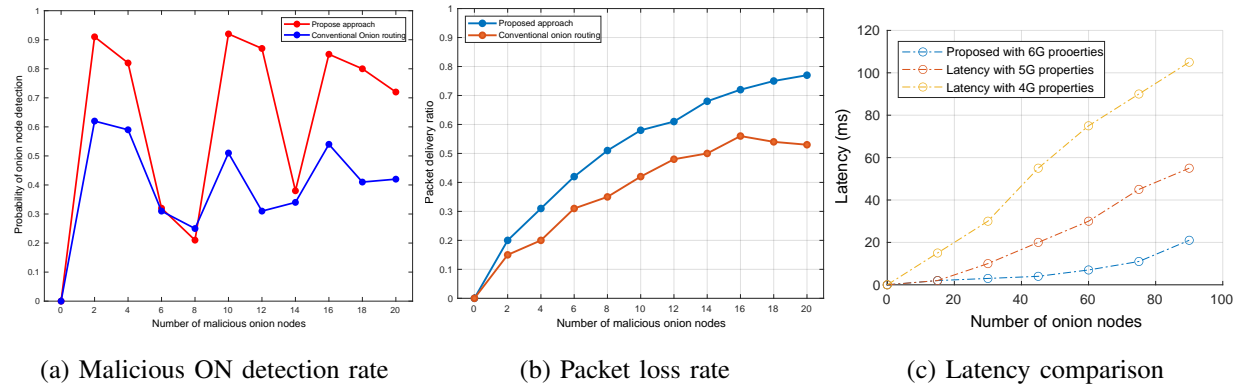 Probability of onion node detection
1
0.9
0.8
0.7
0.6
0.5
0.4
0.3
0.2
0.1
0
Propose approach
Conventional Onion routing
0 2 4 6 8 10 12 14 16 18 20
Number of malicious onion nodes
(a) Malicious ON detection rate
Packet delivery ratio
1
0.9
0.8
0.7
0.6
0.5
0.4
0.3
0.2
0.1
0
Proposed approach
Conventional onion routing
0 2 4 6 8 10 12 14 16 18 20
Number of malicious onion nodes
(b) Packet loss rate
Latency (ms)
120
100
80
60
40
20
0
Proposed with 6G proerties
Latency with 5G properties
Latency with 4G properties
0 20 40 60 80 100
Number of onion nodes
(c) Latency comparison